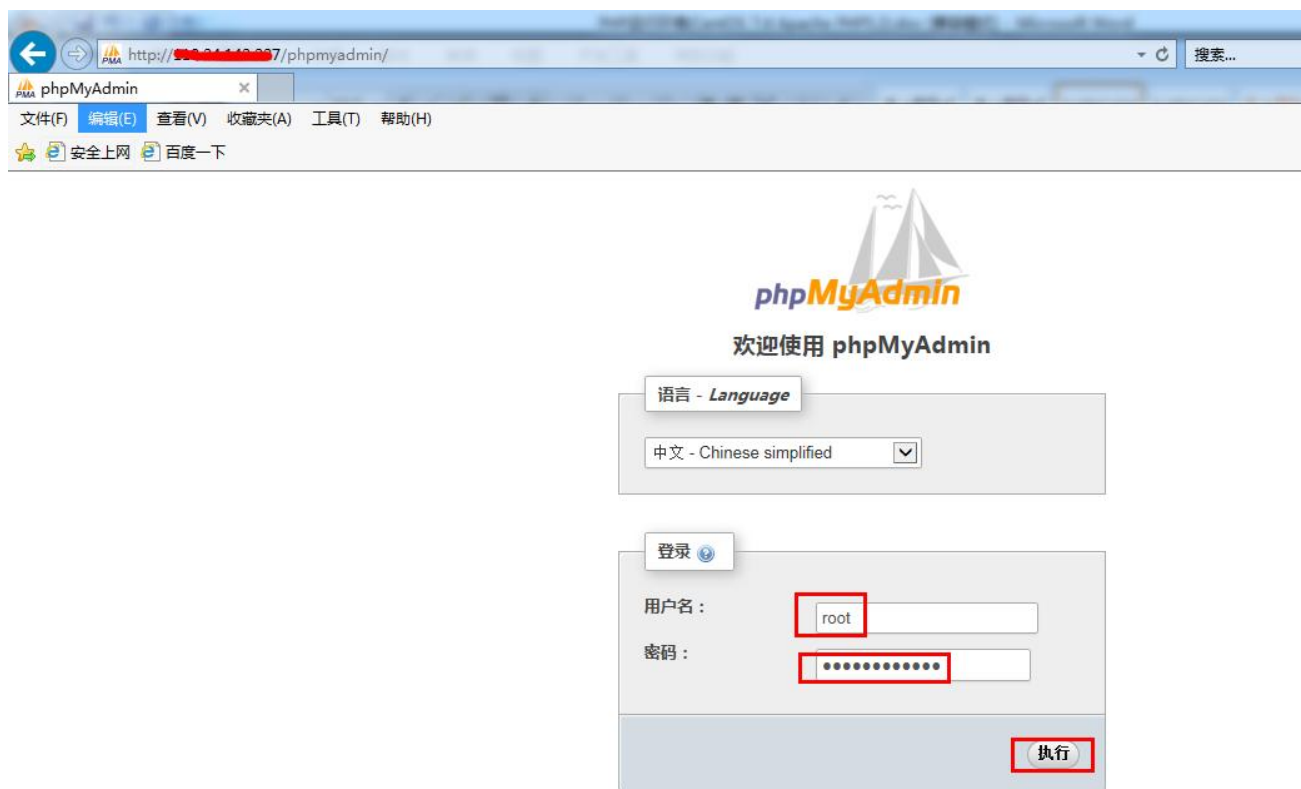 http://
7/phpmyadmin/
搜索...
PMA phpMyAdmin
文件(F) 编辑(E) 查看(V) 收藏夹(A) 工具(T) 帮助(H)
安全上网 百度一下
phpMyAdmin
欢迎使用 phpMyAdmin
语言 - Language
中文 - Chinese simplified
登录
用户名：
root
密码：
执行